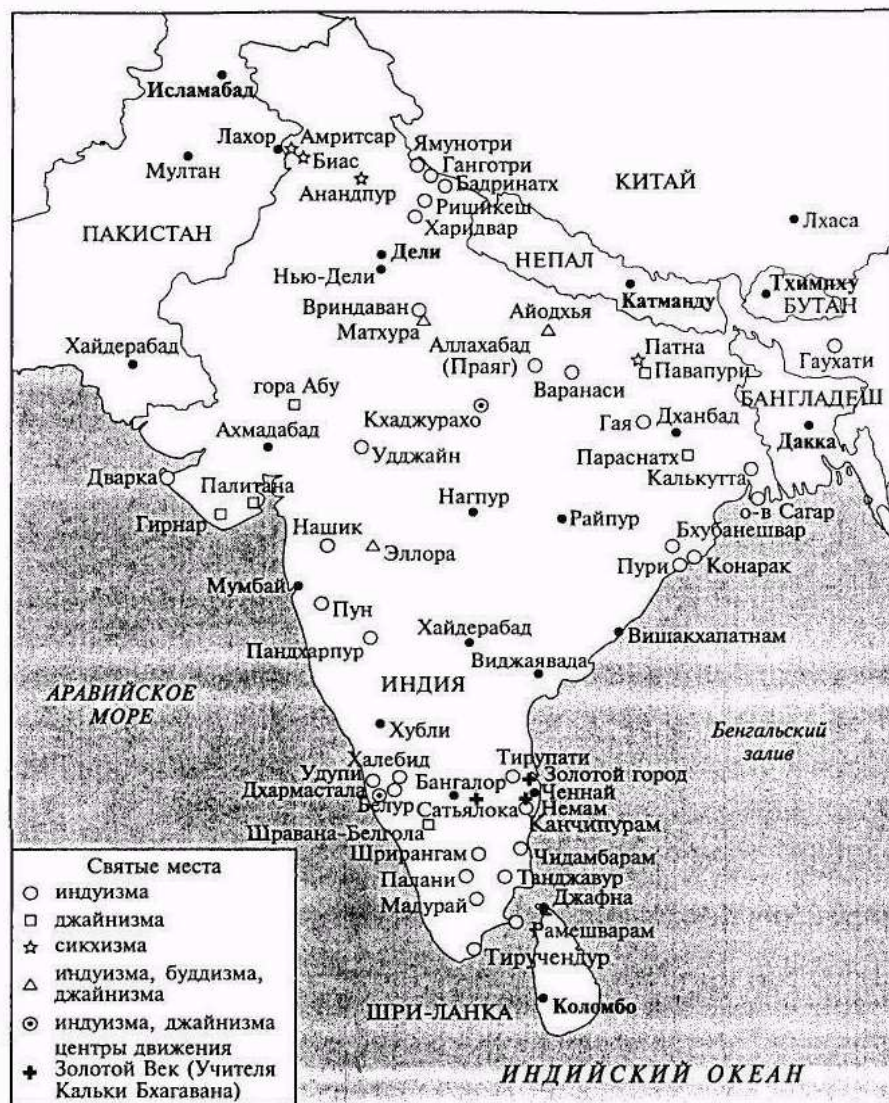 Исламабад
Лахор
Амритсар
Биас
Мултан
Анандпур
Ямунотри
Ганготри
Бадринатх
Ришикеш
Харидвар
КИТАЙ
Лхаса
ПАКИСТАН
Дели
Нью-Дели
НЕПАЛ
Катманду
Тхимпху
БУТАН
Вриндаван
Матхура
Айодхья
Хайдерабад
Аллахабад
(Праяг)
Варанаси
Патна
Павапури
Гаухати
БАНГЛАДЕШ
гора Абу
Кхаджурахо
Гая
Дханбад
Дакка
Ахмадабад
Удджайн
Параснатх
Калькутта
Дварка
Палитана
Гирнар
Нагпур
Райпур
о-в Сагар
Нашик
Эллора
Бхубанешвар
Пури
Конарак
Мумбай
Пун
Хайдерабад
Вишакхапатнам
Пандхарпур
Виджаявада
АРАВИЙСКОЕ
МОРЕ
ИНДИЯ
Бенгальский
залив
Хубли
Халебид
Тирупати
Удупи
Бангалор
Золотой город
Дхармастала
Ченнай
Белур
Сатьялока
Немам
Канчипурам
Шравана-Белгола
Шрирангам
Чидамбарам
Палани
Танджавур
Мадурай
Джафна
Рамешварам
Тируче­ндур
ШРИ-ЛАНКА
Коломбо
ИНДИЙСКИЙ ОКЕАН
Святые места
индуизма
джайнизма
сикхизма
индуизма, буддизма,
джайнизма
индуизма, джайнизма
центры движения
Золотой Век (Учителя
Кальки Бхагавана)